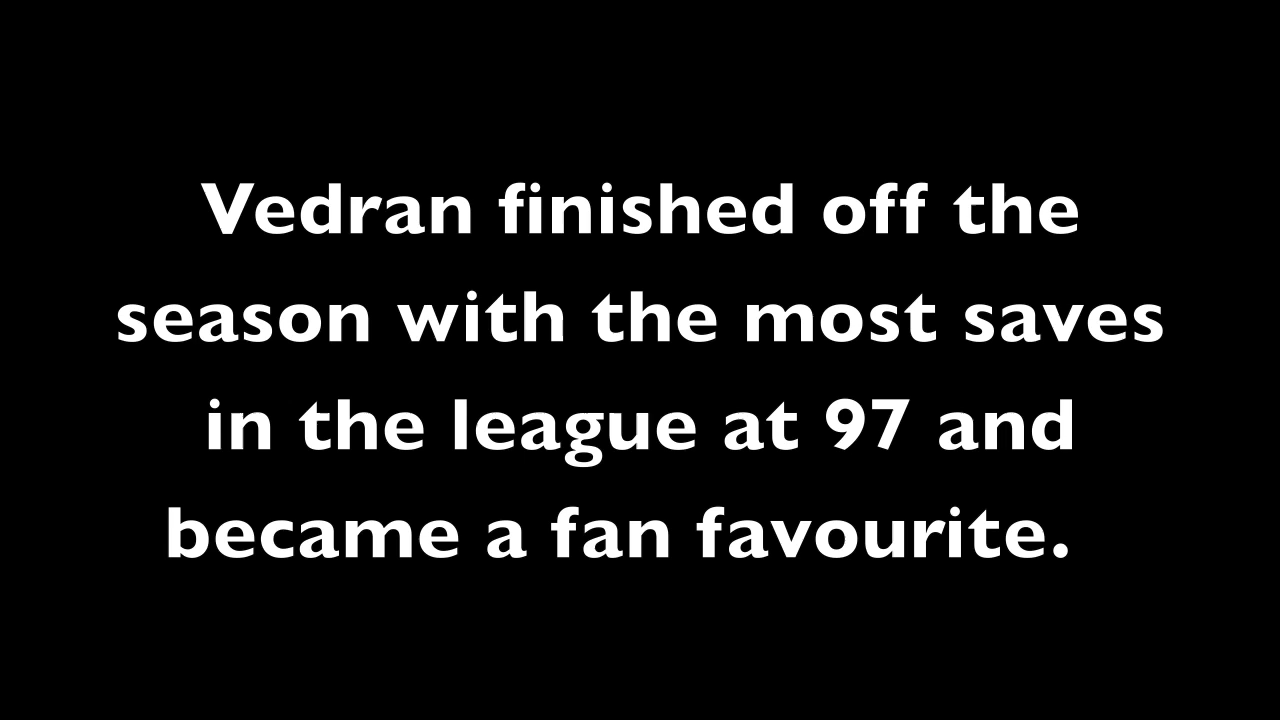 Vedran finished off the
season with the most saves
in the league at 97 and
became a fan favourite.